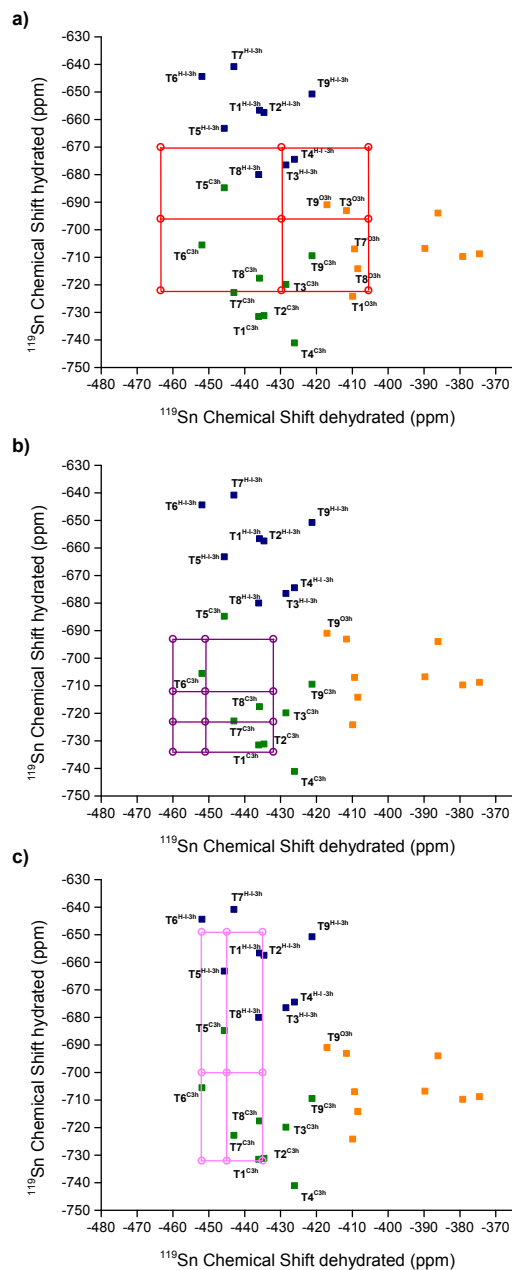 a)
-630
-640
-650
-660
-670
-680
-690
-700
-710
-720
-730
-740
-750
T7H-I-3h
T6H-I-3h
T9H-I-3h
T1H-I-3h T2H-I-3h
T5H-I-3h
T4H-I -3h
T8H-I-3h T3H-I-3h
T5C3h
T9O3h T3O3h
T6C3h T7O3h
T9C3h
T8C3h T8O3h
T3C3h
T7C3h T1O3h
T2C3h
T1C3h
T4C3h
-480 -470 -460 -450 -440 -430 -420 -410 -400 -390 -380 -370
119Sn Chemical Shift hydrated (ppm)
119Sn Chemical Shift dehydrated (ppm)
b)
-630
-640
-650
-660
-670
-680
-690
-700
-710
-720
-730
-740
-750
T7H-I-3h
T6H-I-3h
T9H-I-3h
T1H-I-3h T2H-I-3h
T5H-I-3h
T4H-I -3h
T8H-I-3h T3H-I-3h
T5C3h
T9O3h
T6C3h
T9C3h
T8C3h
T3C3h
T7C3h T2C3h
T1C3h
T4C3h
-480 -470 -460 -450 -440 -430 -420 -410 -400 -390 -380 -370
119Sn Chemical Shift hydrated (ppm)
119Sn Chemical Shift dehydrated (ppm)
c)
-630
-640
-650
-660
-670
-680
-690
-700
-710
-720
-730
-740
-750
T7H-I-3h
T6H-I-3h
T9H-I-3h
T1H-I-3h T2H-I-3h
T5H-I-3h
T4H-I -3h
T8H-I-3h T3H-I-3h
T5C3h
T9O3h
T6C3h
T9C3h
T8C3h
T3C3h
T7C3h T2C3h
T1C3h
T4C3h
-480 -470 -460 -450 -440 -430 -420 -410 -400 -390 -380 -370
119Sn Chemical Shift hydrated (ppm)
119Sn Chemical Shift dehydrated (ppm)